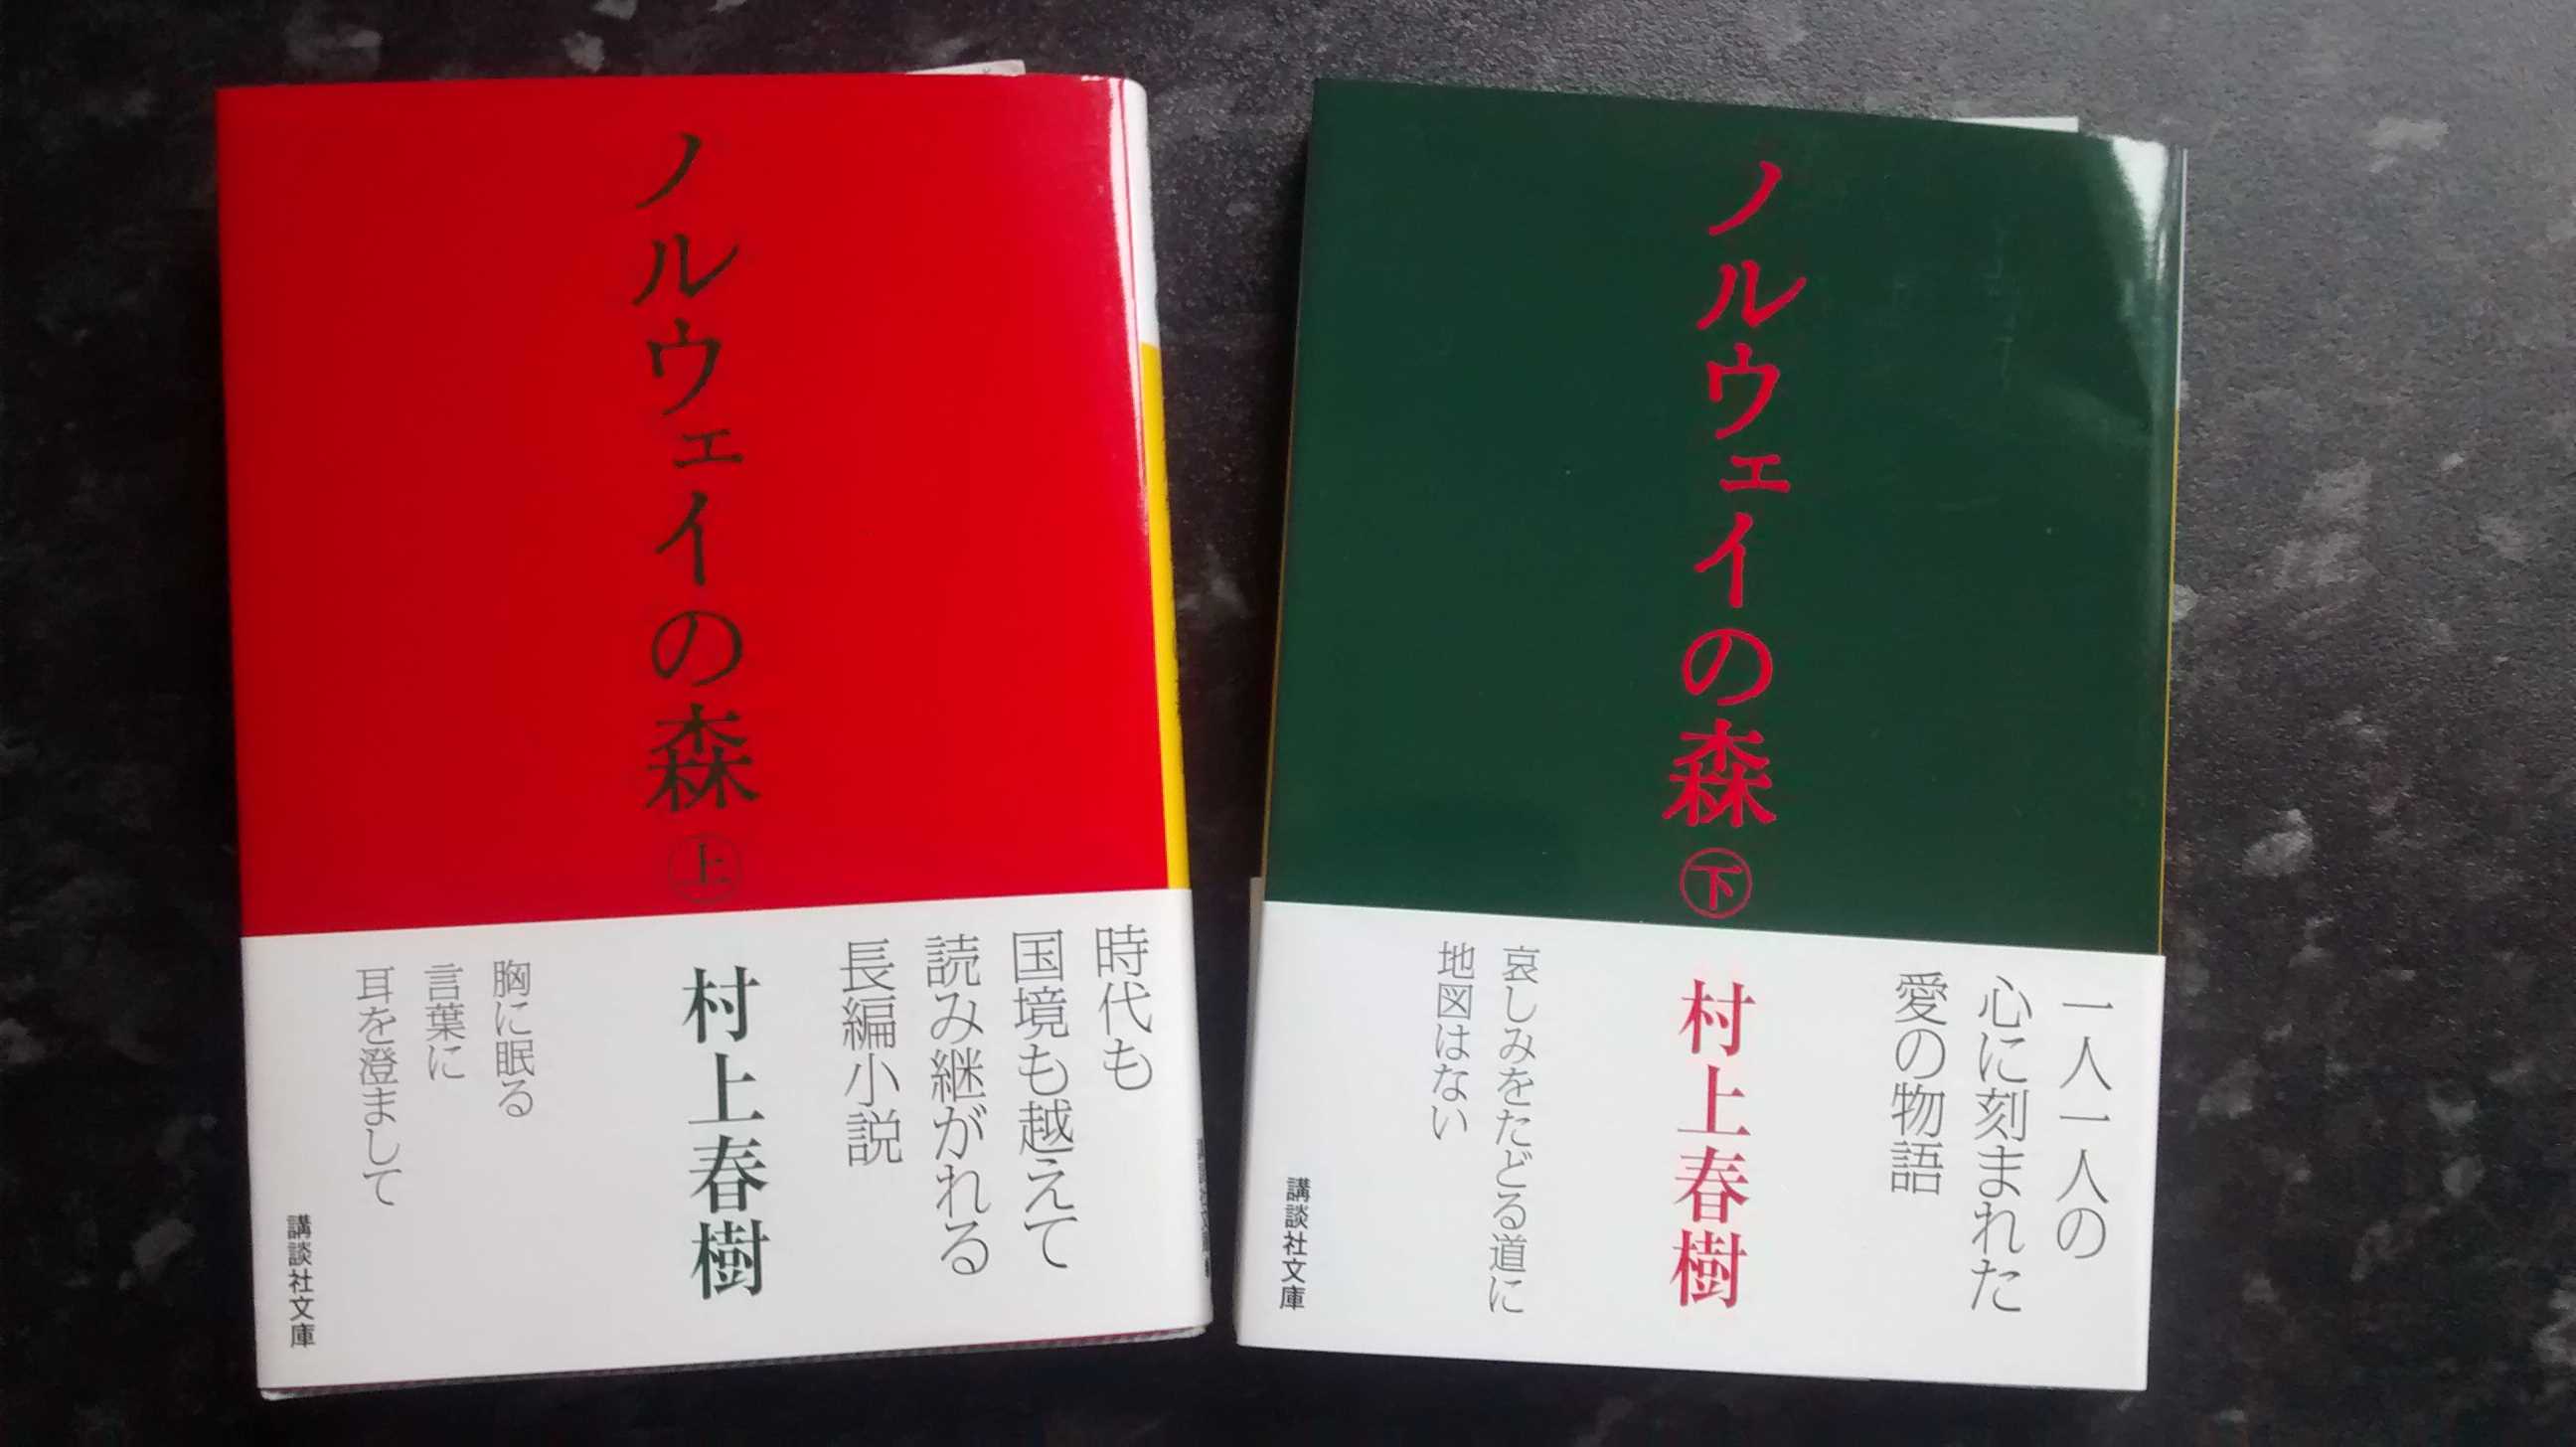 ノルウェイの森 上
時代も
国境も越えて
読み継がれる
長編小説
村上春樹
胸に眠る
言葉に
耳を澄まして
講談社文庫
ノルウェイの森 下
一人一人の
心に刻まれた
愛の物語
村上春樹
哀しみをたどる道に
地図はない
講談社文庫